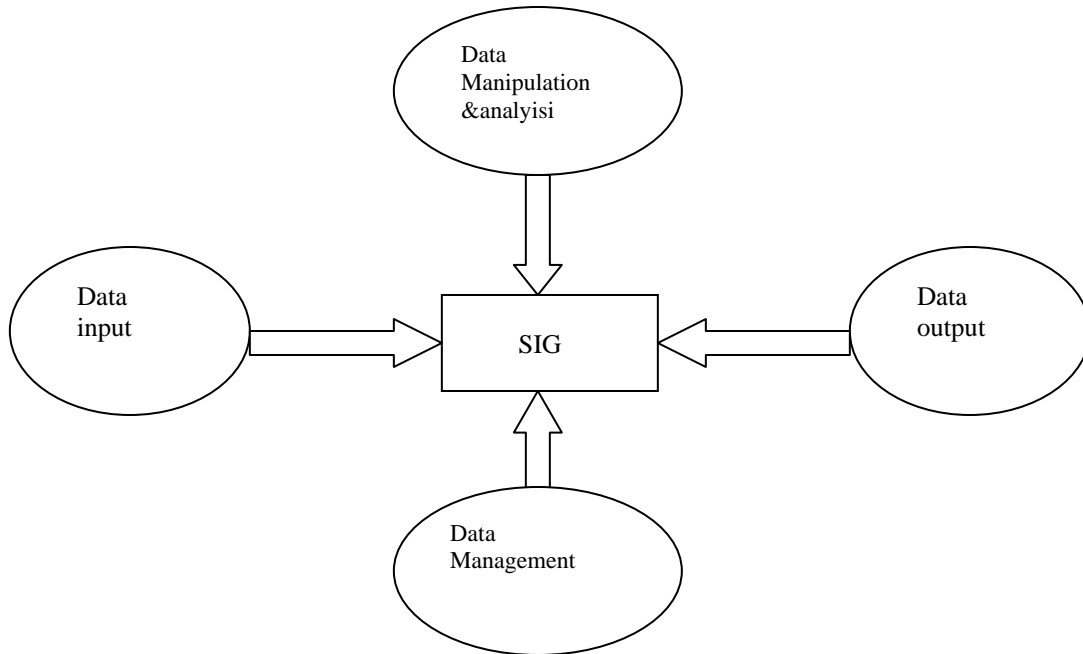 Data
Manipulation
&analyisi
Data
input
SIG
Data
output
Data
Management